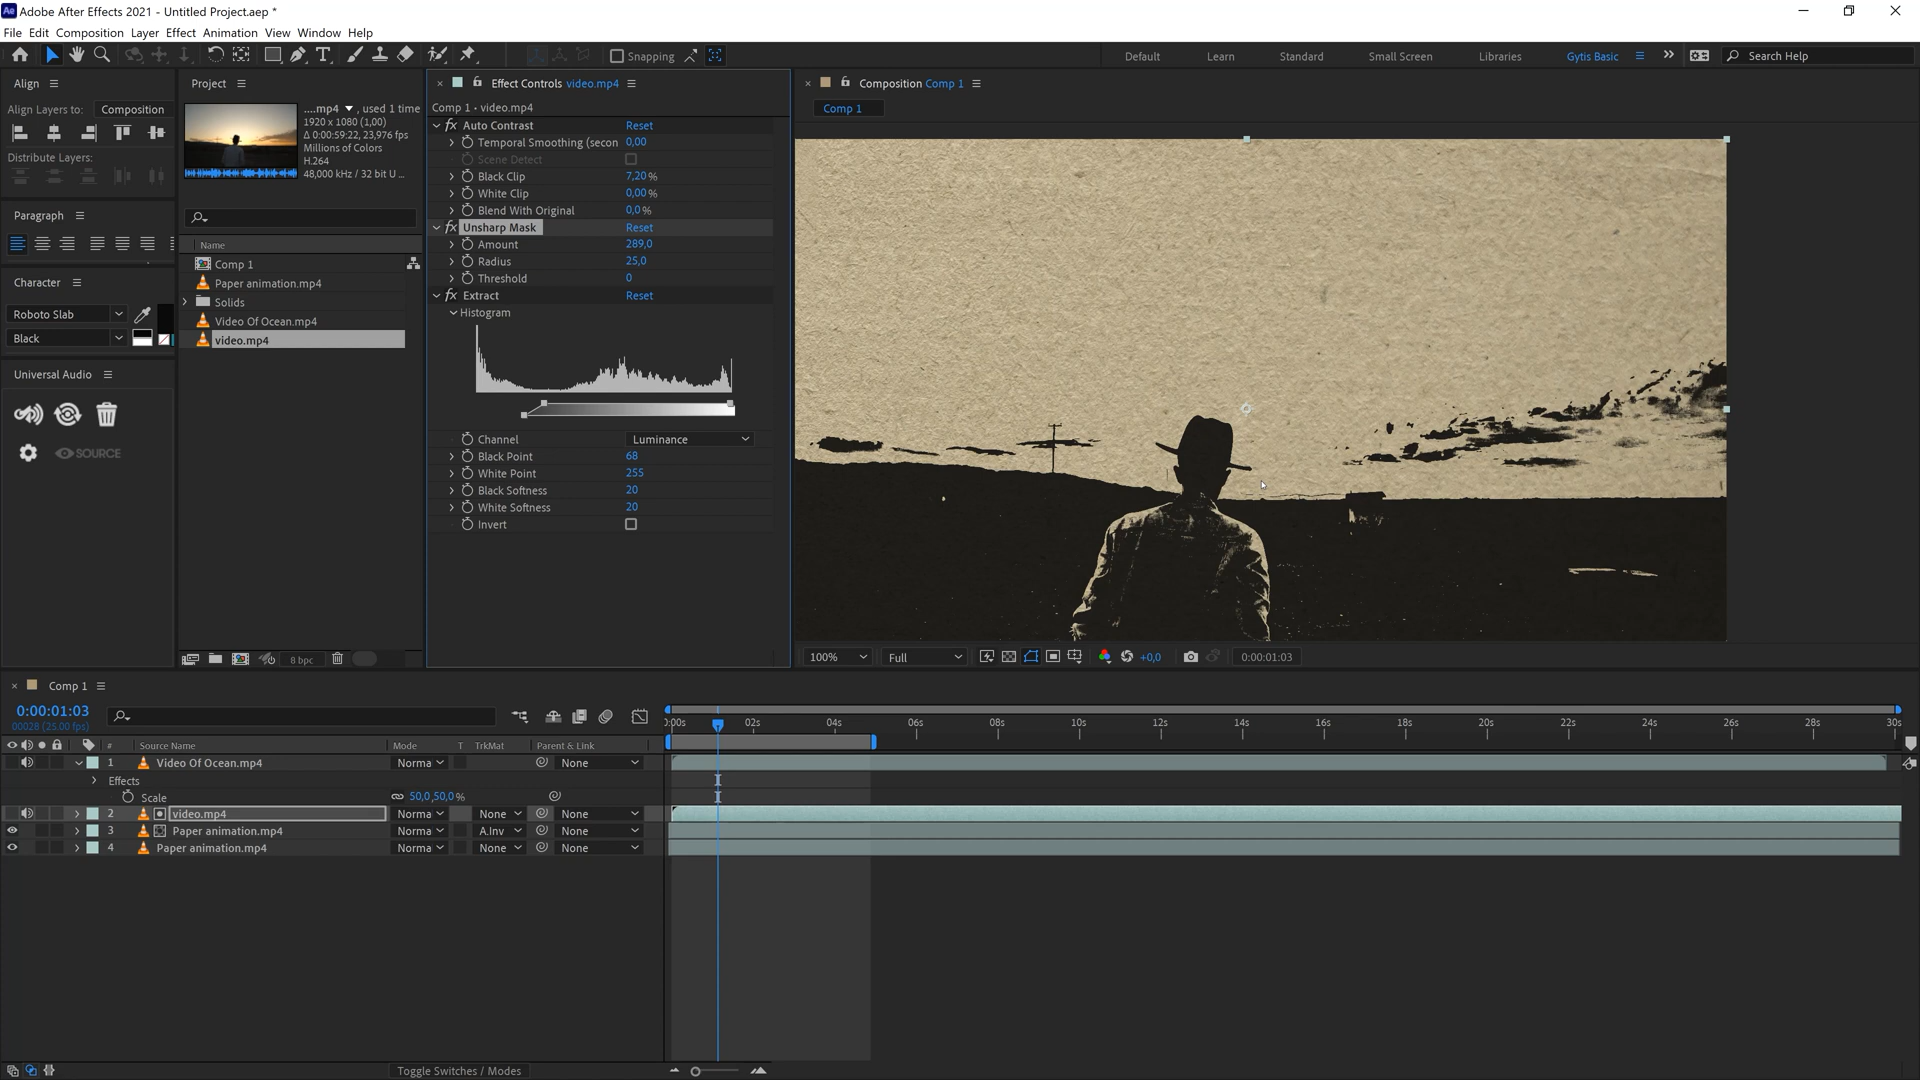 Adobe After Effects 2021 - Untitled Project.aep *
File Edit Composition Layer Effect Animation View Window Help
Snapping
Default Learn Standard Small Screen Libraries Gytis Basic Search Help
Align
Align Layers to: Composition
Distribute Layers:
Paragraph
Character
Roboto Slab
Black
Universal Audio
SOURCE
Project
....mp4 , used 1 time
1920 x 1080 (1,00)
Δ 0:00:59:22, 23,976 fps
Millions of Colors
H.264
48,000 kHz / 32 bit U ...
Name
Comp 1
Paper animation.mp4
Solids
Video Of Ocean.mp4
video.mp4
8 bpc
Effect Controls video.mp4
Comp 1 • video.mp4
fx Auto Contrast Reset
Temporal Smoothing (secon 0,00
Scene Detect
Black Clip 7,20 %
White Clip 0,00 %
Blend With Original 0,0 %
fx Unsharp Mask Reset
Amount 289,0
Radius 25,0
Threshold 0
fx Extract Reset
Histogram
Channel Luminance
Black Point 68
White Point 255
Black Softness 20
White Softness 20
Invert
Composition Comp 1
Comp 1
100% Full +0,0 0:00:01:03
Comp 1
0:00:01:03
00028 (25.00 fps)
0:00s 02s 04s 06s 08s 10s 12s 14s 16s 18s 20s 22s 24s 26s 28s 30s
# Source Name Mode T TrkMat Parent & Link
1 Video Of Ocean.mp4 Norma None
Effects
Scale 50,0,50,0 %
2 video.mp4 Norma None None
3 Paper animation.mp4 Norma A.Inv None
4 Paper animation.mp4 Norma None None
Toggle Switches / Modes